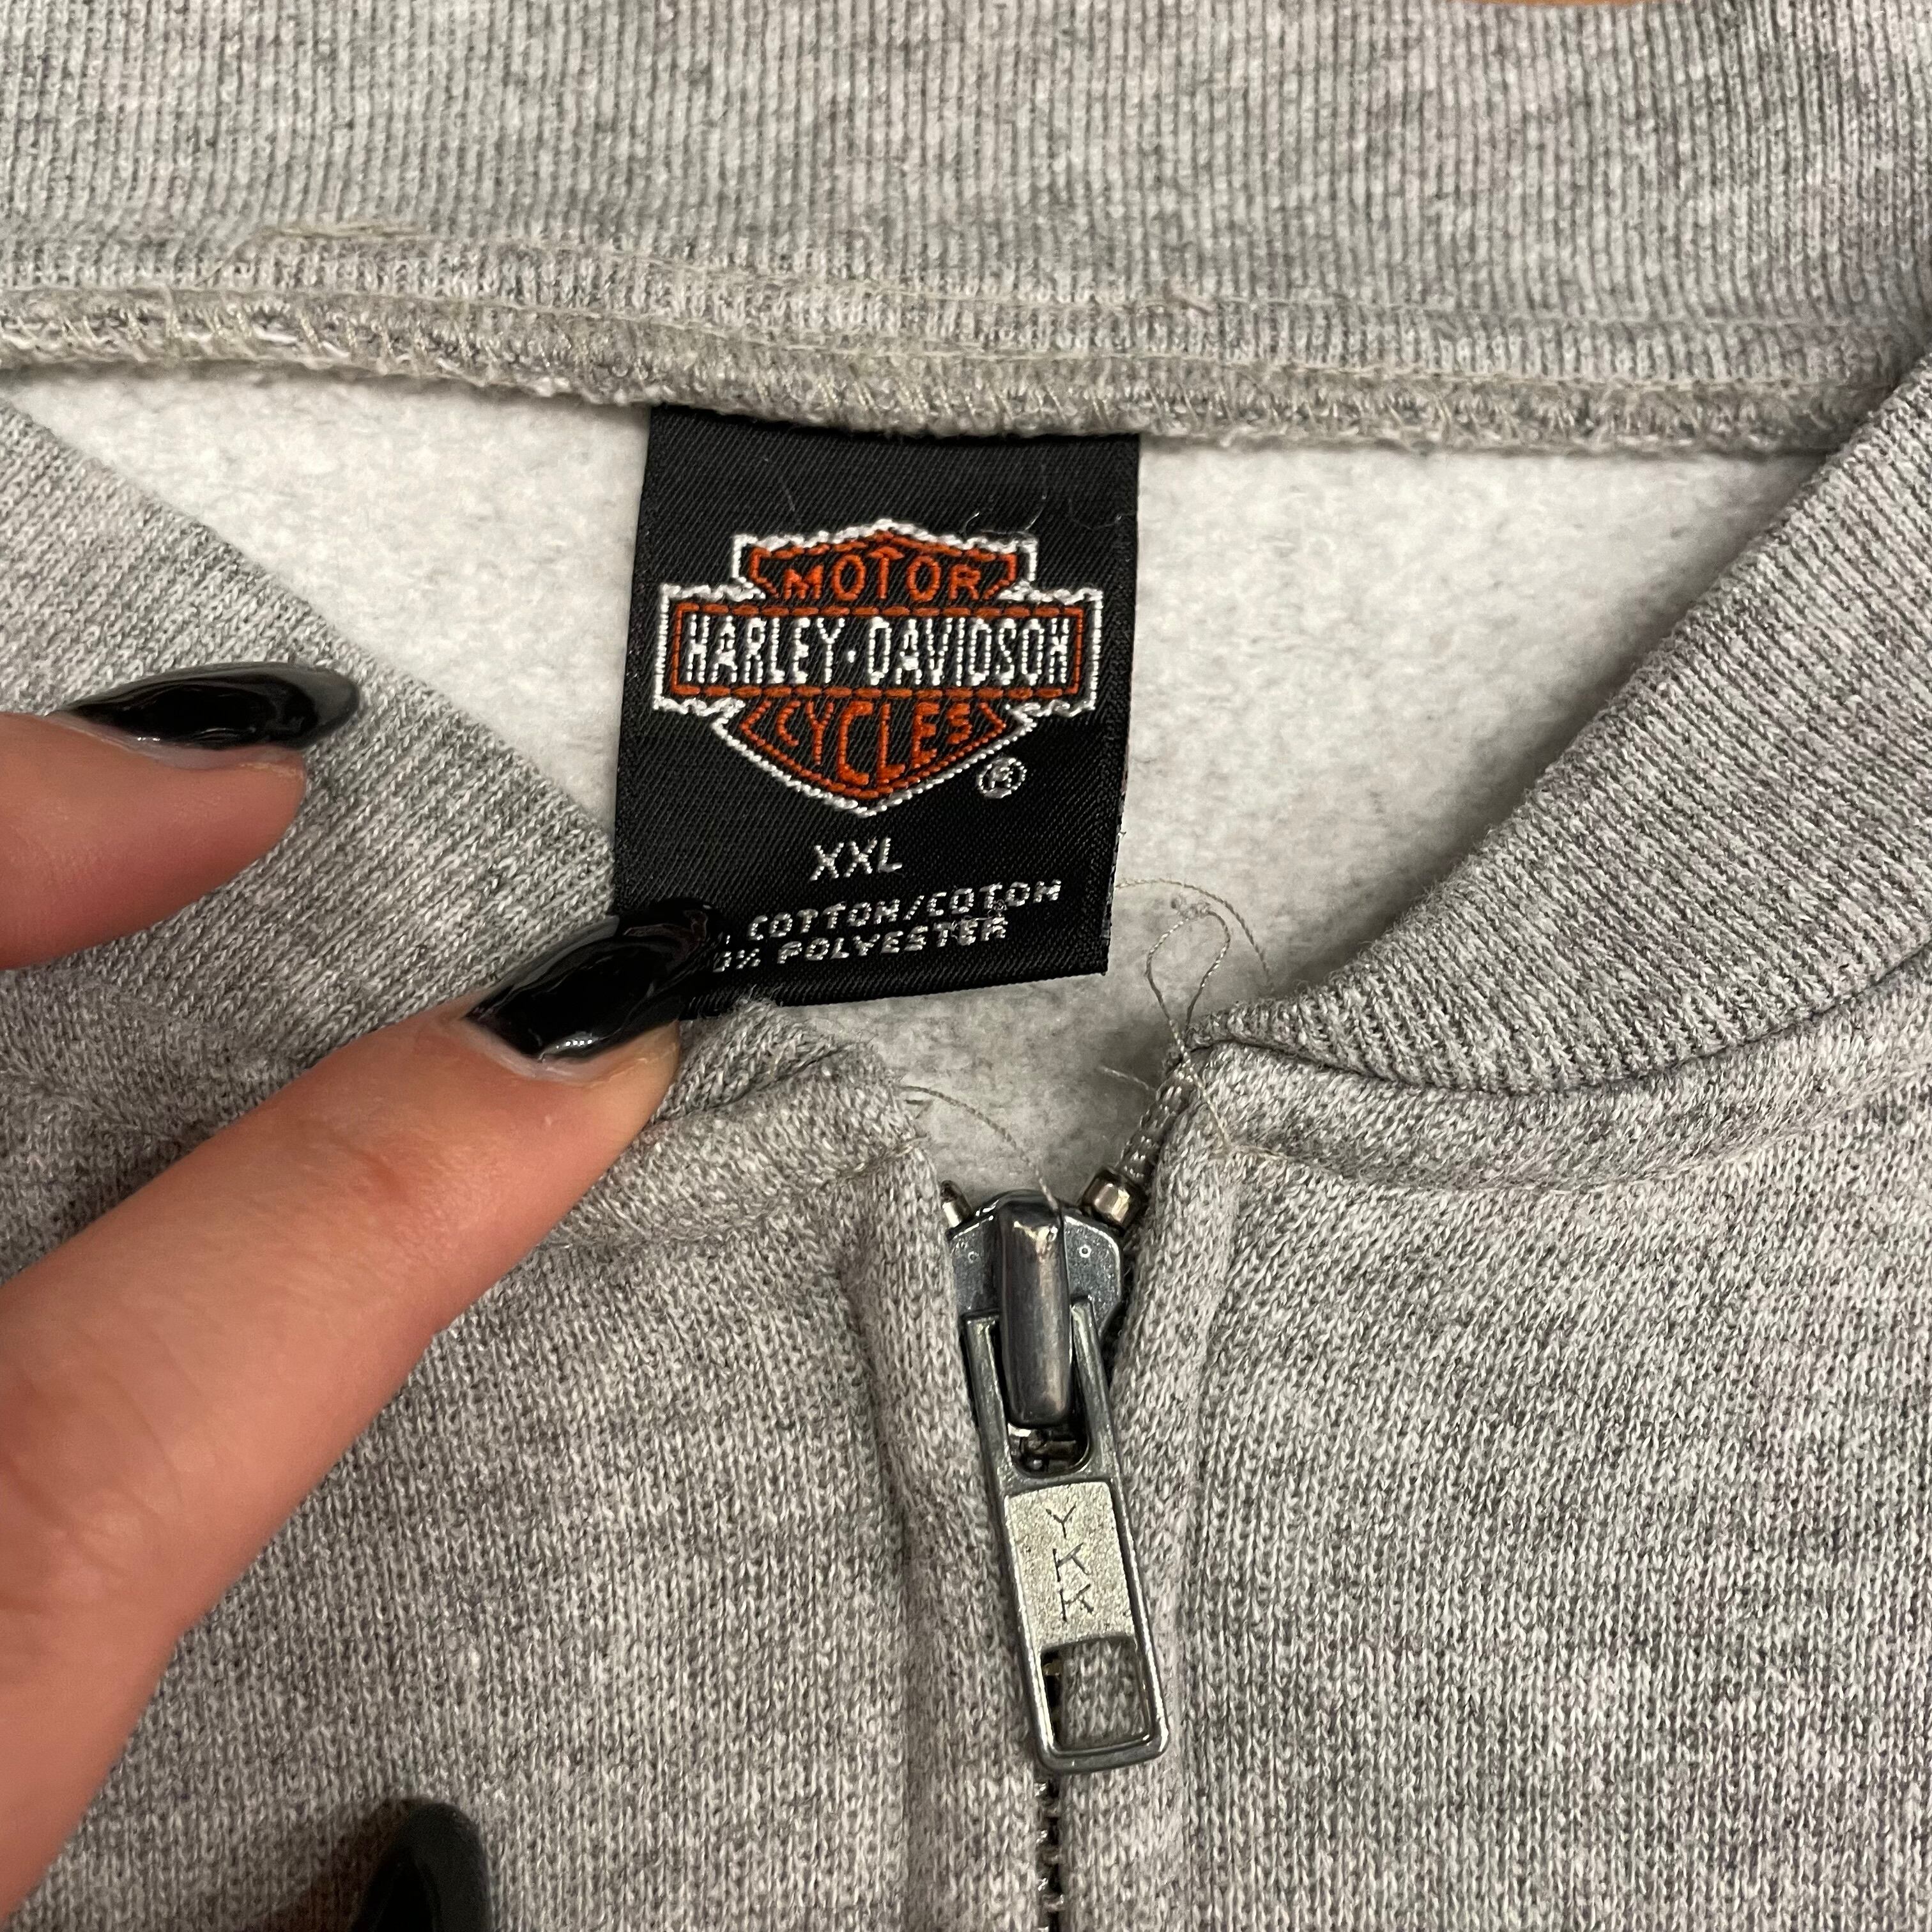 MOTOR
HARLEY-DAVIDSON
CYCLES
®
XXL
COTTON/COTON
% POLYESTER
YKK